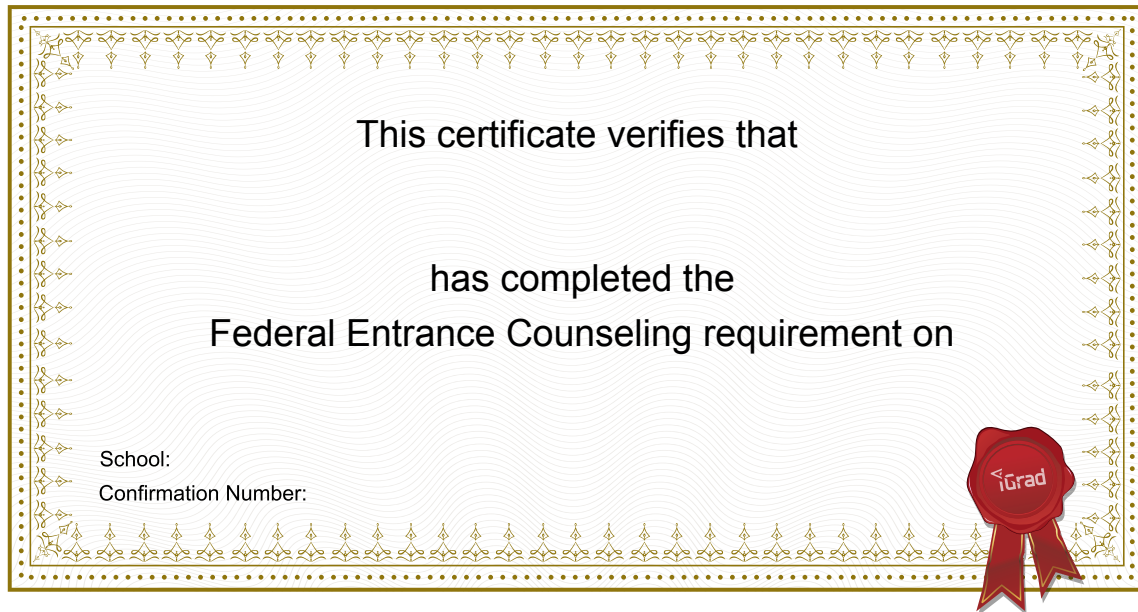 This certificate verifies that
has completed the
Federal Entrance Counseling requirement on
School:
Confirmation Number:
iGrad